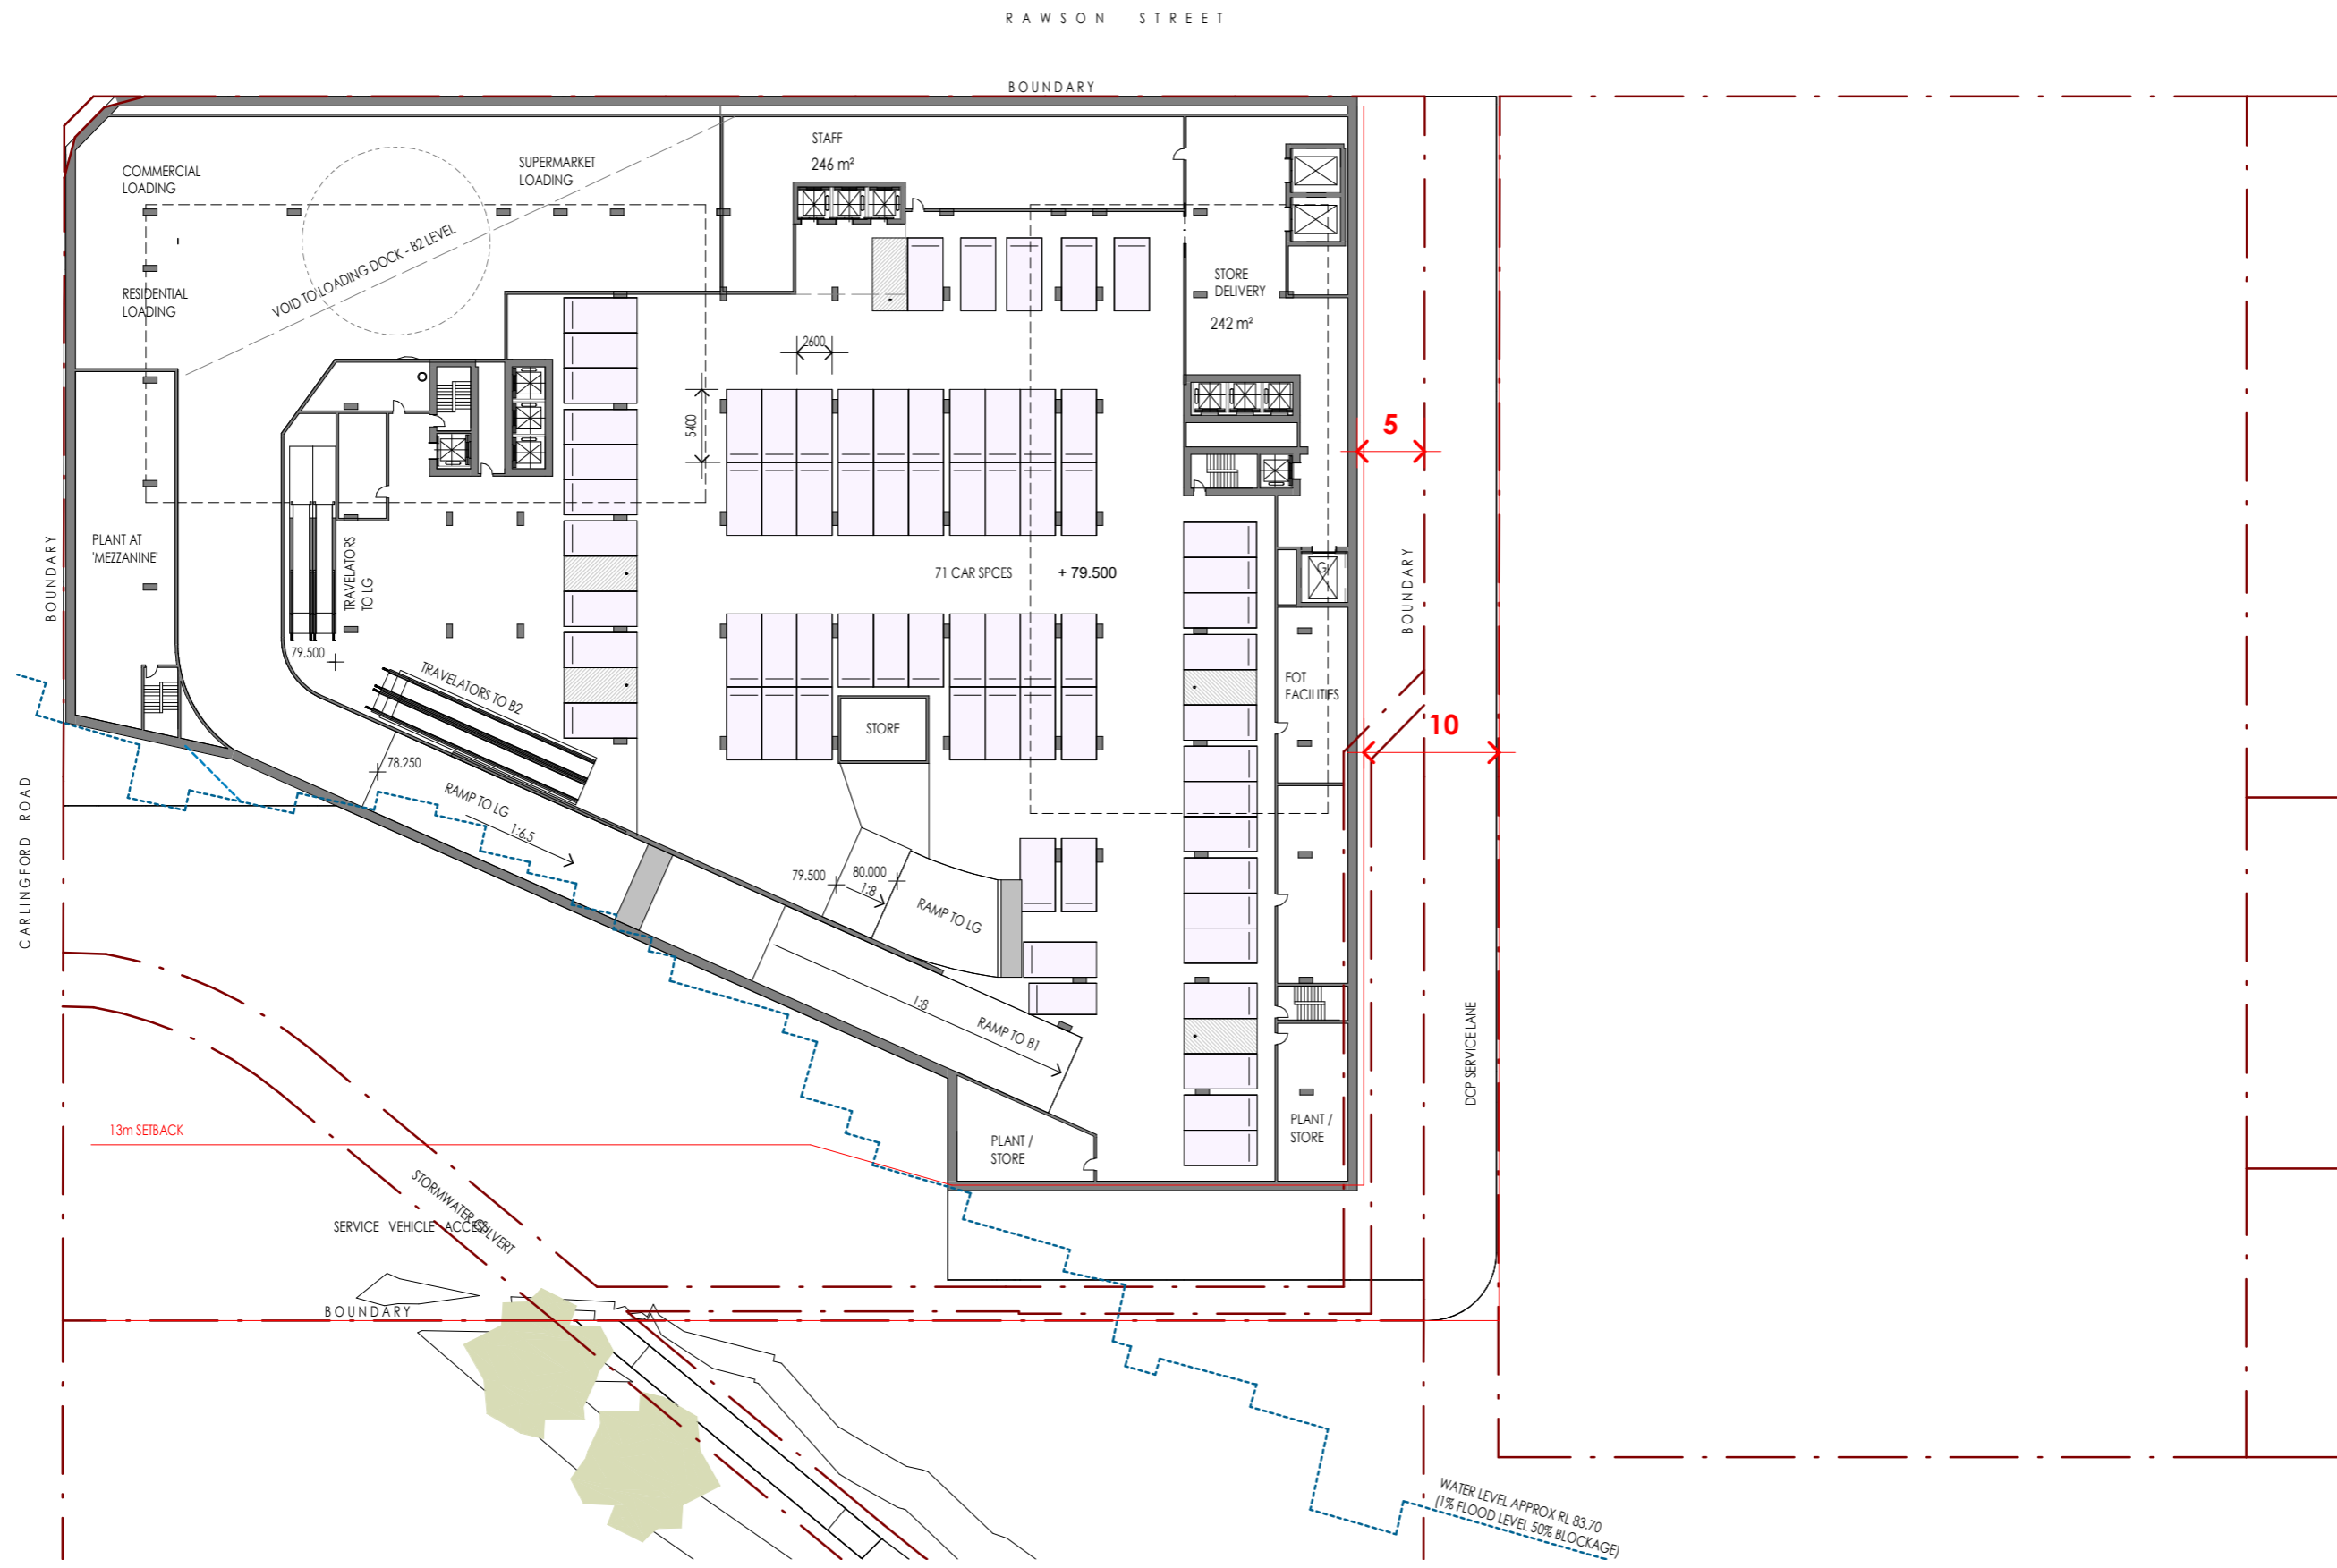 RAWSON STREET
BOUNDARY
STAFF
246 m²
COMMERCIAL
LOADING
SUPERMARKET
LOADING
VOID TO LOADING DOCK - B2 LEVEL
RESIDENTIAL
LOADING
STORE
DELIVERY
242 m²
2600
5400
5
PLANT AT
'MEZZANINE'
BOUNDARY
TRAVELATORS
TO LG
71 CAR SPCES
+ 79.500
G
BOUNDARY
79.500
TRAVELATORS TO B2
EOT
FACILITIES
10
STORE
78.250
RAMP TO LG
1:6.5
CARLINGFORD ROAD
79.500
80.000
1:8
RAMP TO LG
1:8
RAMP TO B1
DCP SERVICE LANE
13m SETBACK
PLANT /
STORE
PLANT /
STORE
STORMWATER CULVERT
SERVICE VEHICLE ACCESS
BOUNDARY
WATER LEVEL APPROX RL 83.70
(1% FLOOD LEVEL 50% BLOCKAGE)